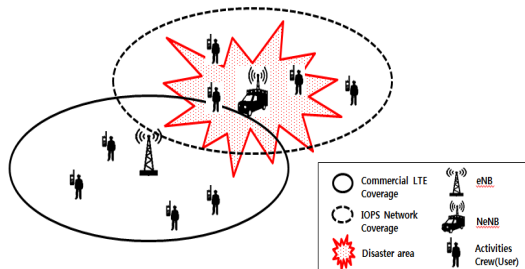 Commercial LTE
Coverage
eNB
IOPS Network
Coverage
NeNB
Disaster area
Activities
Crew(User)